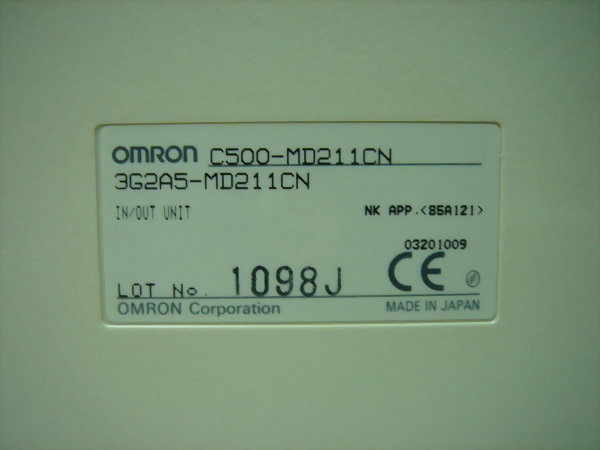 OMRON C500-MD211CN
3G2A5-MD211CN
IN/OUT UNIT NK APP.<85A121>
03201009
LOT No. 1098J CE
OMRON Corporation MADE IN JAPAN